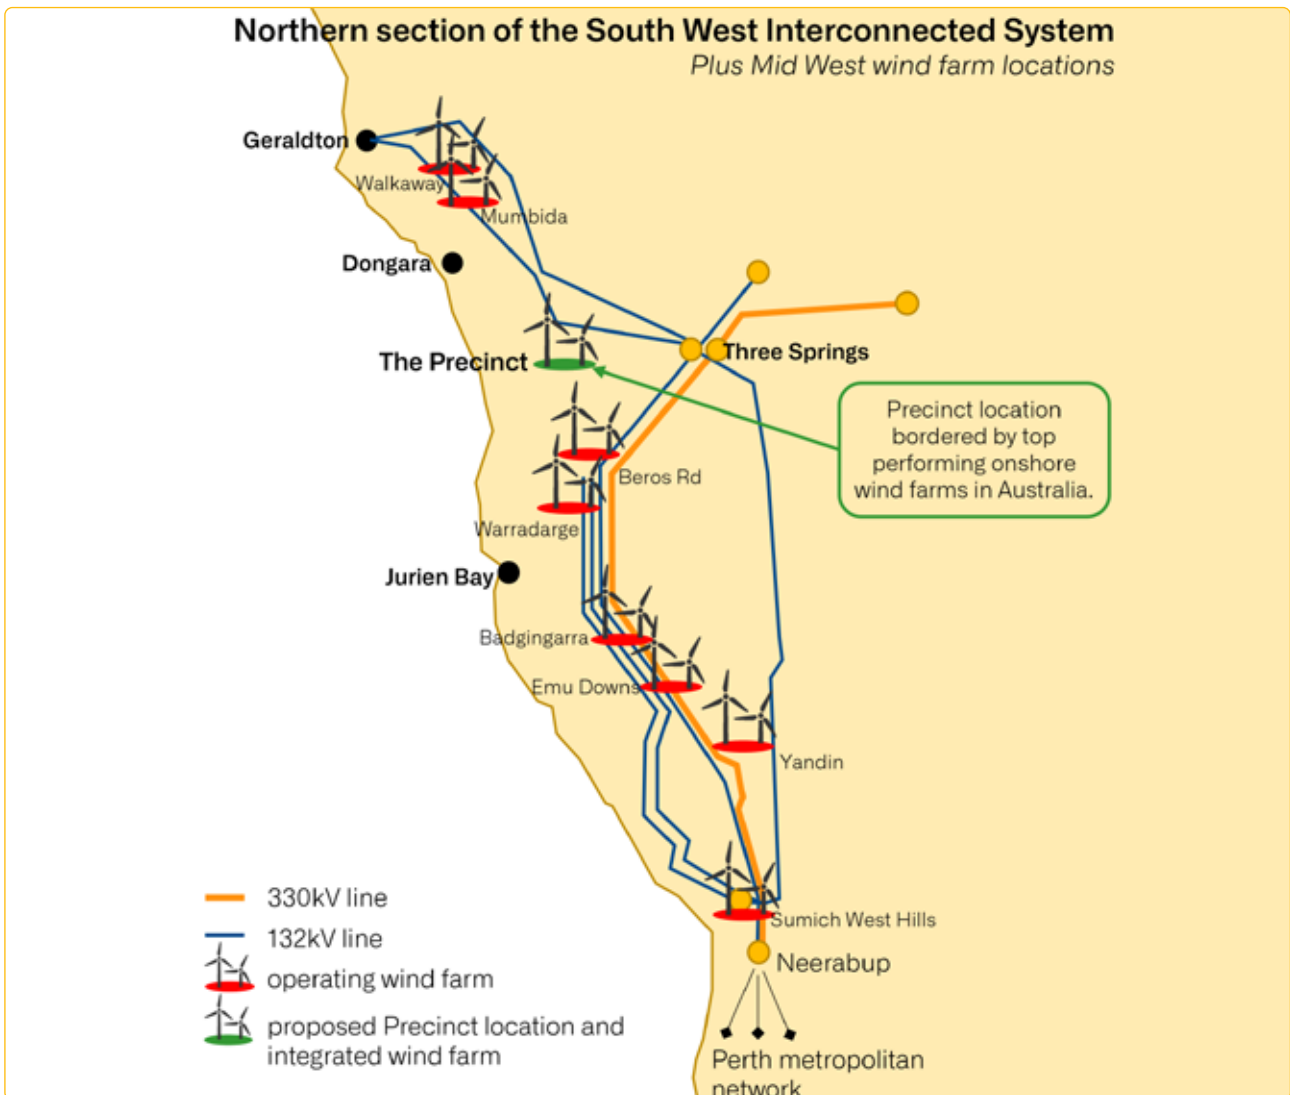 Northern section of the South West Interconnected System
Plus Mid West wind farm locations
Geraldton
Walkaway
Mumbida
Dongara
The Precinct
Three Springs
Precinct location
bordered by top
performing onshore
wind farms in Australia.
Beros Rd
Warradarge
Jurien Bay
Badgingarra
Emu Downs
Yandin
330kV line
132kV line
operating wind farm
proposed Precinct location and
integrated wind farm
Sumich West Hills
Neerabup
Perth metropolitan
network